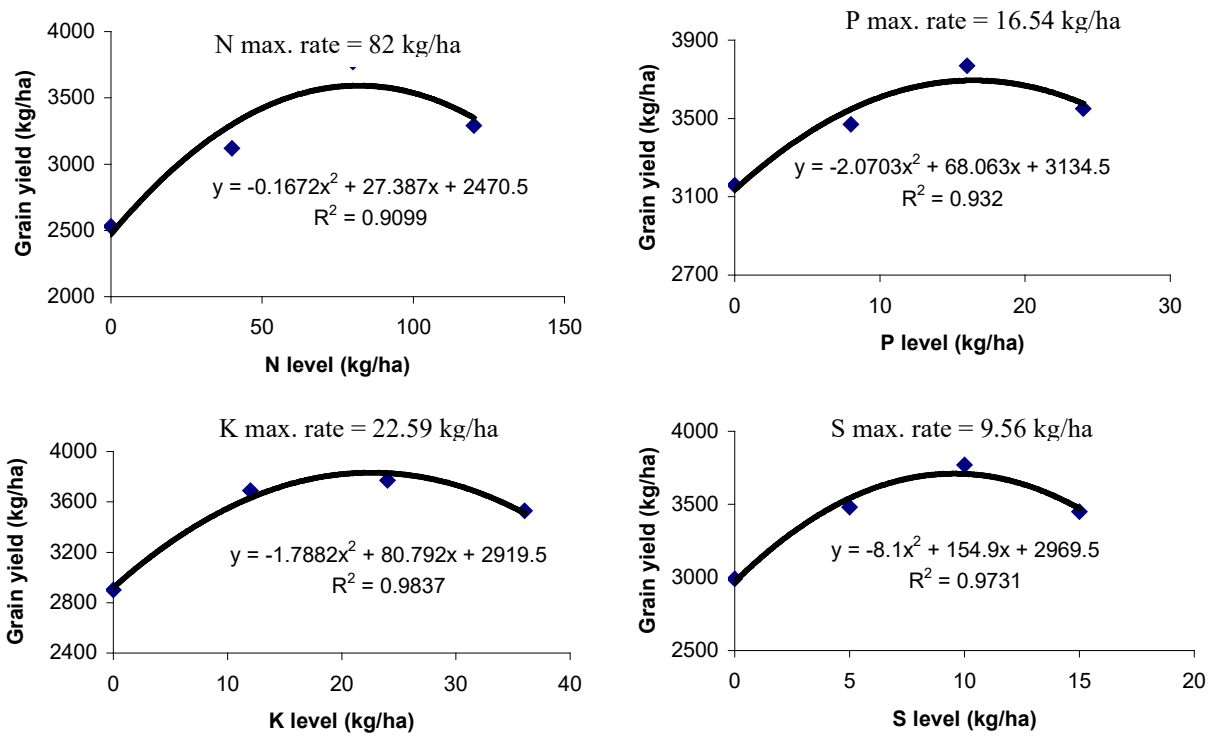 N max. rate = 82 kg/ha
Grain yield (kg/ha)
4000
3500
3000
2500
2000
y = -0.1672x² + 27.387x + 2470.5
R² = 0.9099
0 50 100 150
N level (kg/ha)
P max. rate = 16.54 kg/ha
Grain yield (kg/ha)
3900
3500
3100
2700
y = -2.0703x² + 68.063x + 3134.5
R² = 0.932
0 10 20 30
P level (kg/ha)
K max. rate = 22.59 kg/ha
Grain yield (kg/ha)
4000
3600
3200
2800
2400
y = -1.7882x² + 80.792x + 2919.5
R² = 0.9837
0 10 20 30 40
K level (kg/ha)
S max. rate = 9.56 kg/ha
Grain yield (kg/ha)
4000
3500
3000
2500
y = -8.1x² + 154.9x + 2969.5
R² = 0.9731
0 5 10 15 20
S level (kg/ha)